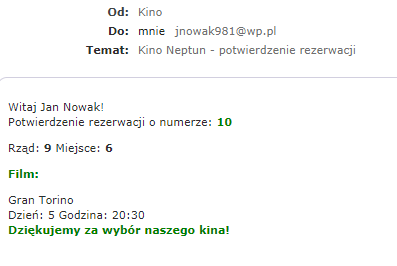 Od: Kino
Do: mnie jnowak981@wp.pl
Temat: Kino Neptun - potwierdzenie rezerwacji
Witaj Jan Nowak!
Potwierdzenie rezerwacji o numerze: 10
Rząd: 9 Miejsce: 6
Film:
Gran Torino
Dzień: 5 Godzina: 20:30
Dziękujemy za wybór naszego kina!